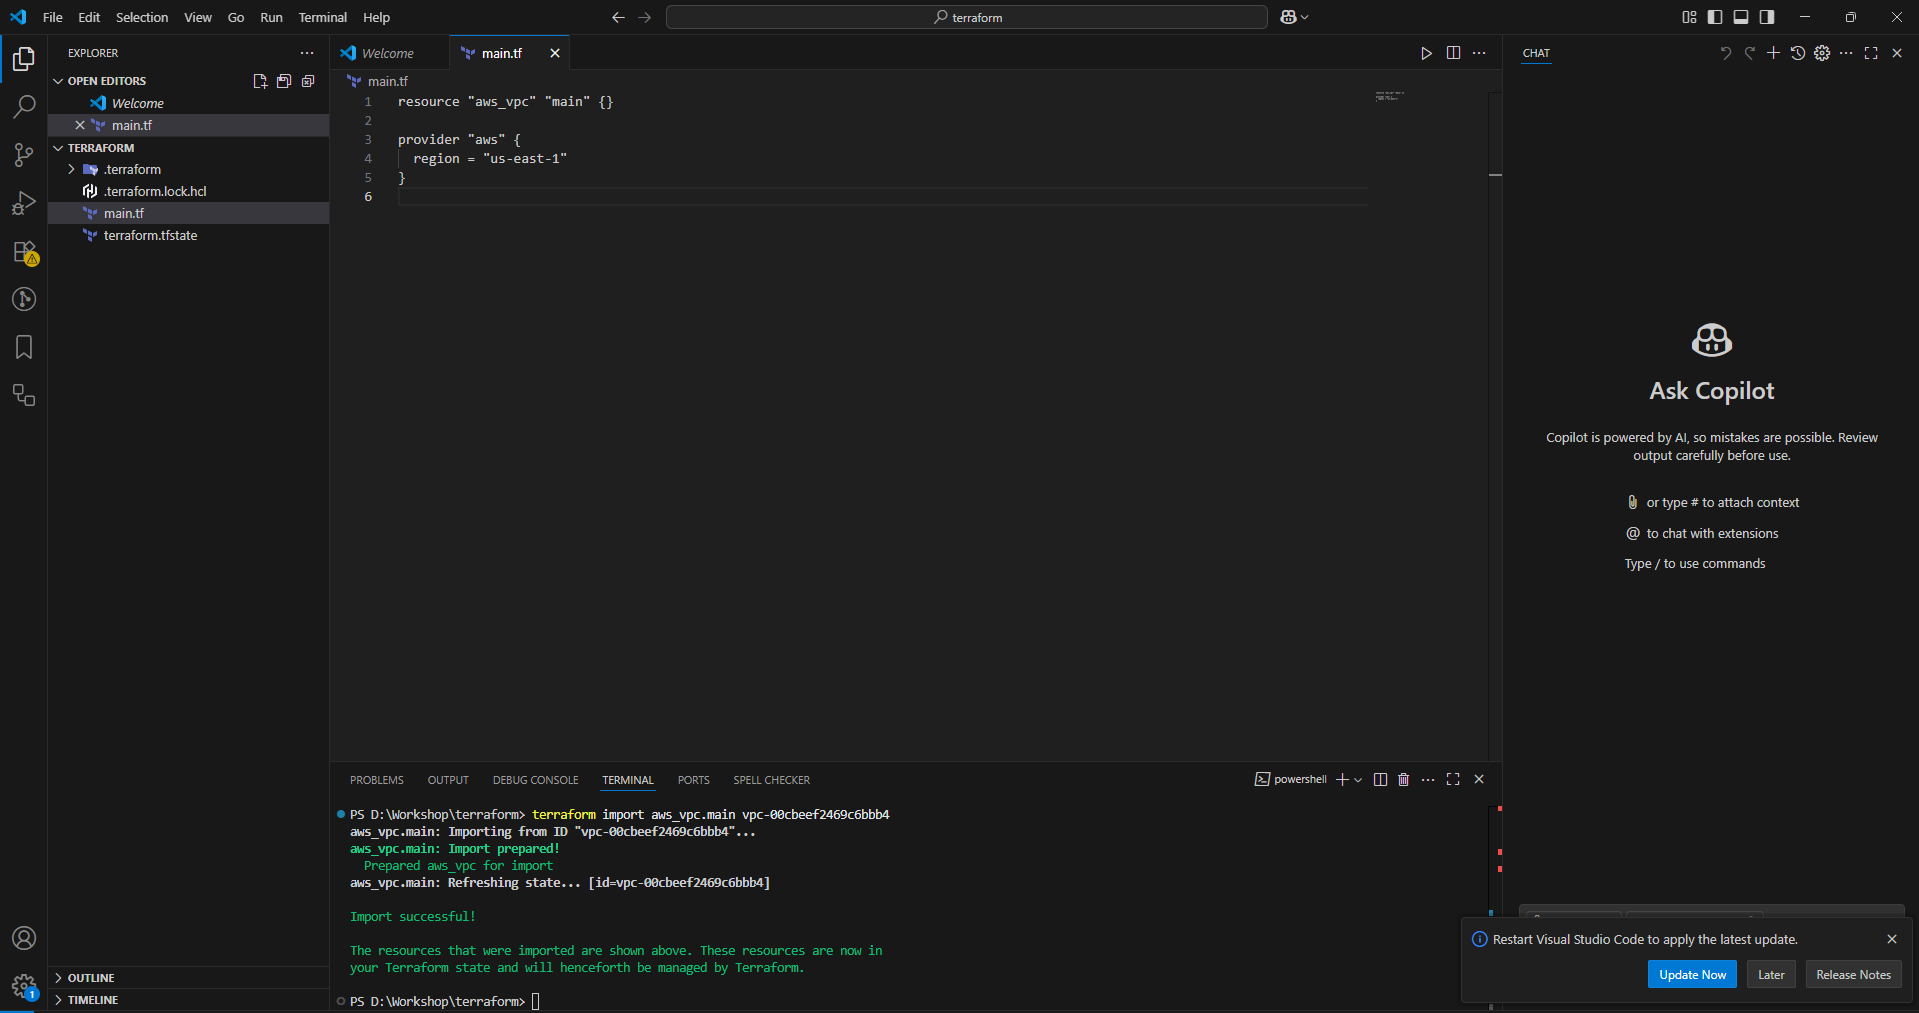 File Edit Selection View Go Run Terminal Help
terraform
EXPLORER
OPEN EDITORS
Welcome
main.tf
TERRAFORM
.terraform
.terraform.lock.hcl
main.tf
terraform.tfstate
OUTLINE
TIMELINE
1
Welcome
main.tf
main.tf
1 resource "aws_vpc" "main" {}
2
3 provider "aws" {
4 region = "us-east-1"
5 }
6
PROBLEMS OUTPUT DEBUG CONSOLE TERMINAL PORTS SPELL CHECKER
powershell
PS D:\Workshop\terraform> terraform import aws_vpc.main vpc-00cbeef2469c6bbb4
aws_vpc.main: Importing from ID "vpc-00cbeef2469c6bbb4"...
aws_vpc.main: Import prepared!
Prepared aws_vpc for import
aws_vpc.main: Refreshing state... [id=vpc-00cbeef2469c6bbb4]
Import successful!
The resources that were imported are shown above. These resources are now in
your Terraform state and will henceforth be managed by Terraform.
PS D:\Workshop\terraform>
CHAT
Ask Copilot
Copilot is powered by AI, so mistakes are possible. Review
output carefully before use.
or type # to attach context
@ to chat with extensions
Type / to use commands
Restart Visual Studio Code to apply the latest update.
Update Now Later Release Notes